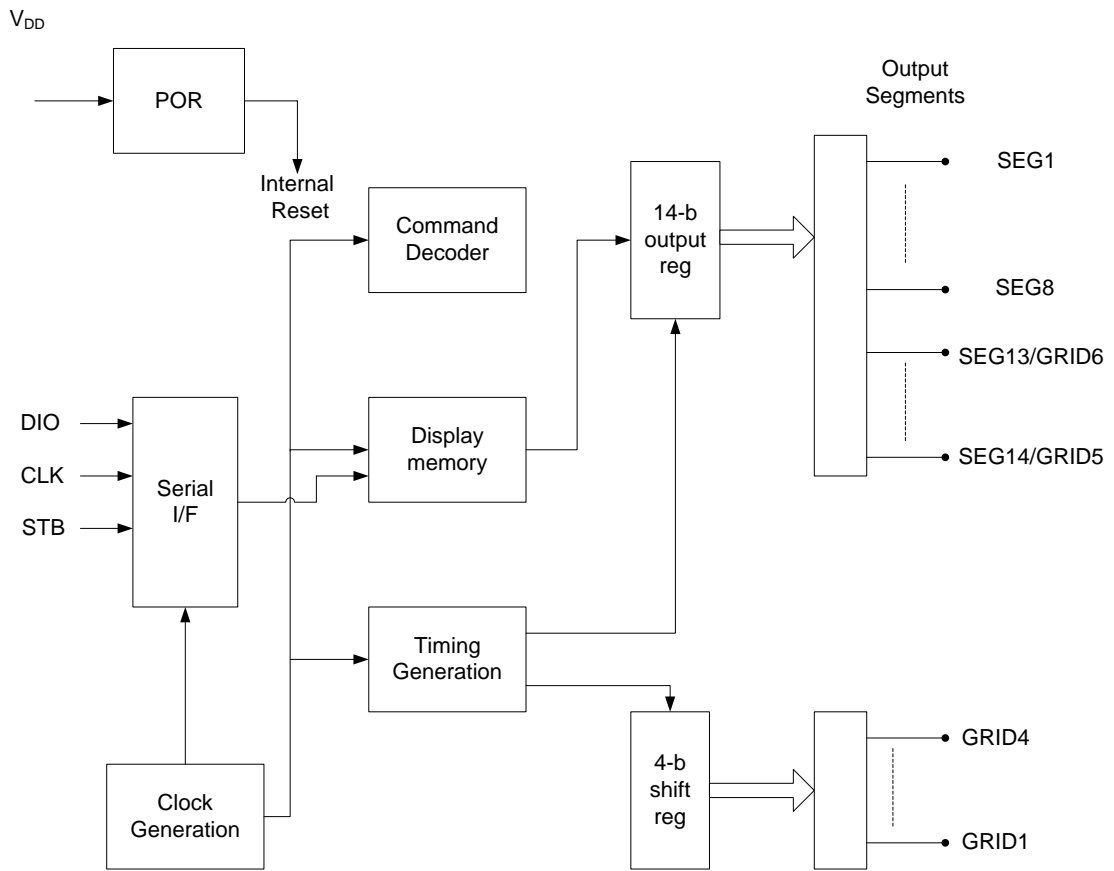 VDD
POR
Internal
Reset
Command
Decoder
14-b
output
reg
Output
Segments
SEG1
SEG8
SEG13/GRID6
SEG14/GRID5
DIO
CLK
STB
Serial
I/F
Display
memory
Timing
Generation
Clock
Generation
4-b
shift
reg
GRID4
GRID1